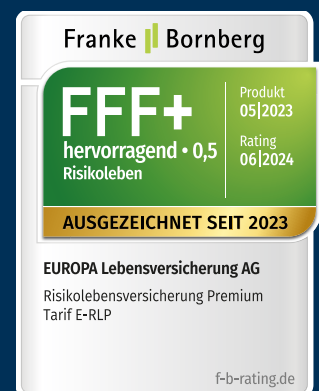 Franke Bornberg
FFF+
hervorragend • 0,5
Risikoleben
Produkt
05|2023
Rating
06|2024
AUSGEZEICHNET SEIT 2023
EUROPA Lebensversicherung AG
Risikolebensversicherung Premium
Tarif E-RLP
f-b-rating.de